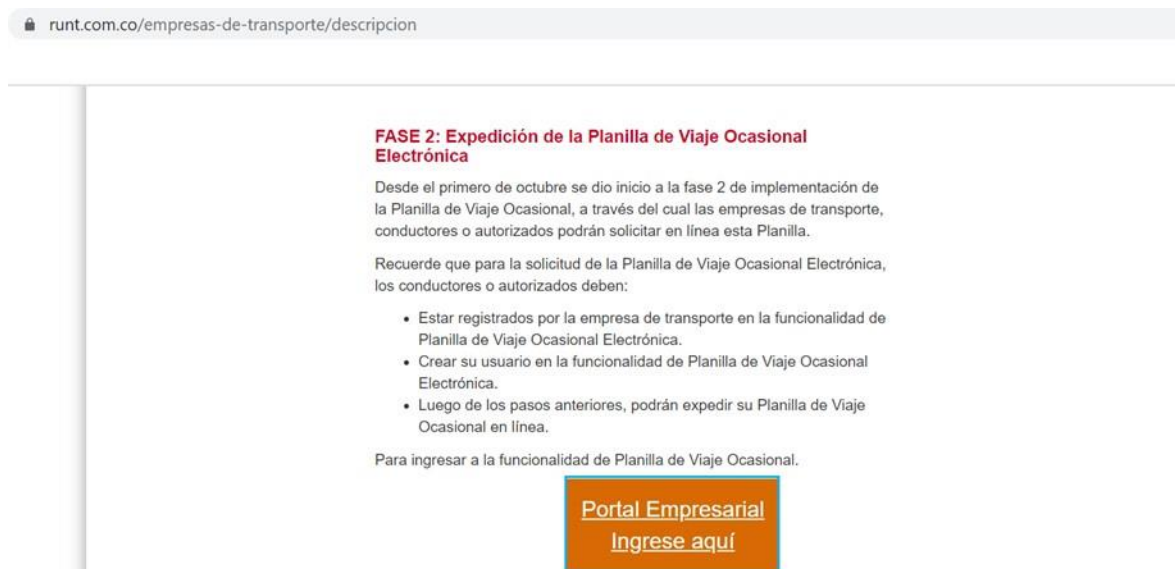 runt.com.co/empresas-de-transporte/descripcion
FASE 2: Expedición de la Planilla de Viaje Ocasional
Electrónica
Desde el primero de octubre se dio inicio a la fase 2 de implementación de
la Planilla de Viaje Ocasional, a través del cual las empresas de transporte,
conductores o autorizados podrán solicitar en línea esta Planilla.
Recuerde que para la solicitud de la Planilla de Viaje Ocasional Electrónica,
los conductores o autorizados deben:
• Estar registrados por la empresa de transporte en la funcionalidad de
Planilla de Viaje Ocasional Electrónica.
• Crear su usuario en la funcionalidad de Planilla de Viaje Ocasional
Electrónica.
• Luego de los pasos anteriores, podrán expedir su Planilla de Viaje
Ocasional en línea.
Para ingresar a la funcionalidad de Planilla de Viaje Ocasional.
Portal Empresarial
Ingrese aquí